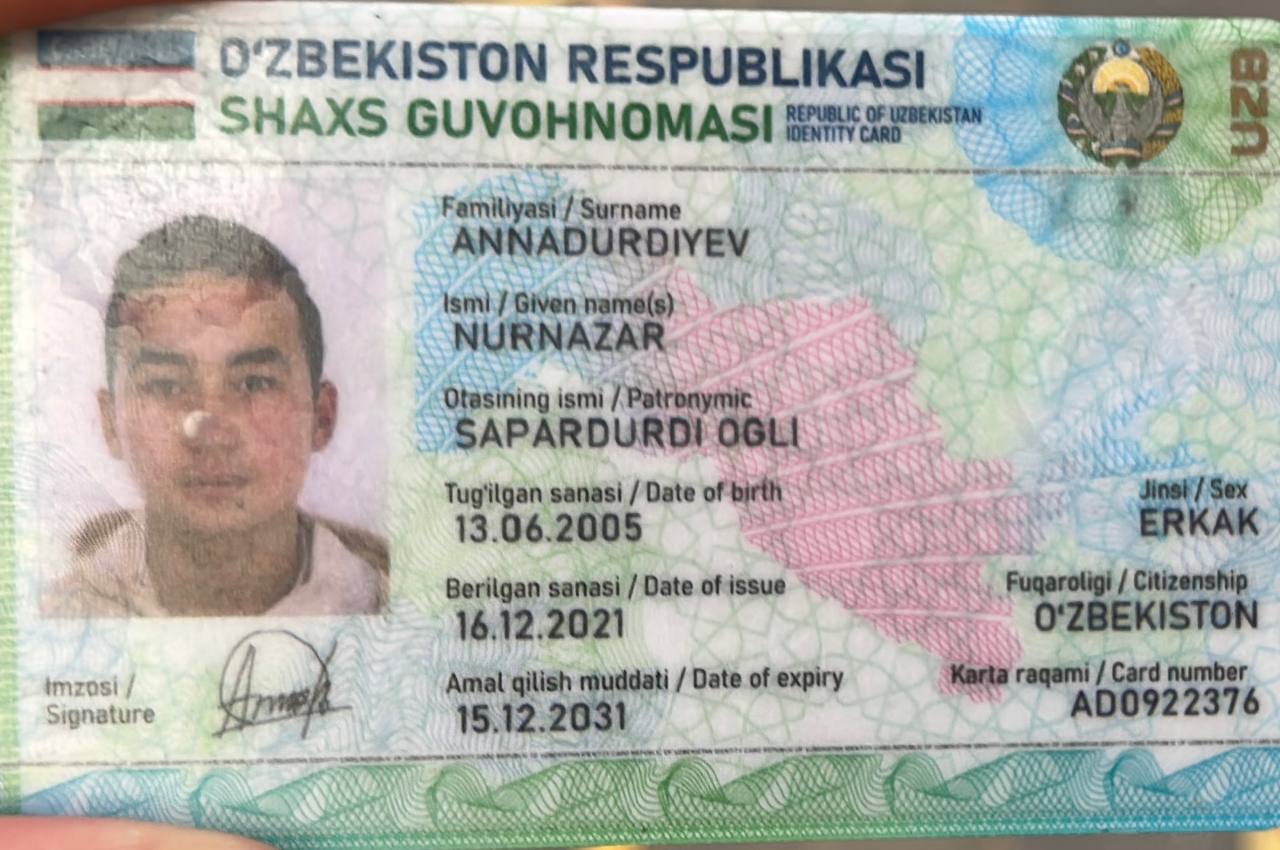 O‘ZBEKISTON RESPUBLIKASI
SHAXS GUVOHNOMASI
REPUBLIC OF UZBEKISTAN
IDENTITY CARD
UZB
Familiyasi / Surname
ANNADURDIYEV
Ismi / Given name(s)
NURNAZAR
Otasining ismi / Patronymic
SAPARDURDI OGLI
Tug‘ilgan sanasi / Date of birth
13.06.2005
Jinsi / Sex
ERKAK
Berilgan sanasi / Date of issue
16.12.2021
Fuqaroligi / Citizenship
O‘ZBEKISTON
Amal qilish muddati / Date of expiry
15.12.2031
Karta raqami / Card number
AD0922376
Imzosi /
Signature